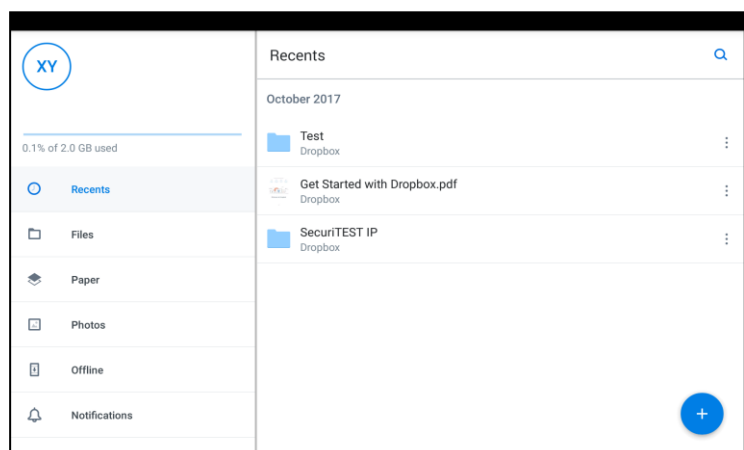 XY
0.1% of 2.0 GB used
Recents
Files
Paper
Photos
Offline
Notifications
Recents
October 2017
Test
Dropbox
Get Started with Dropbox.pdf
Dropbox
SecuriTEST IP
Dropbox